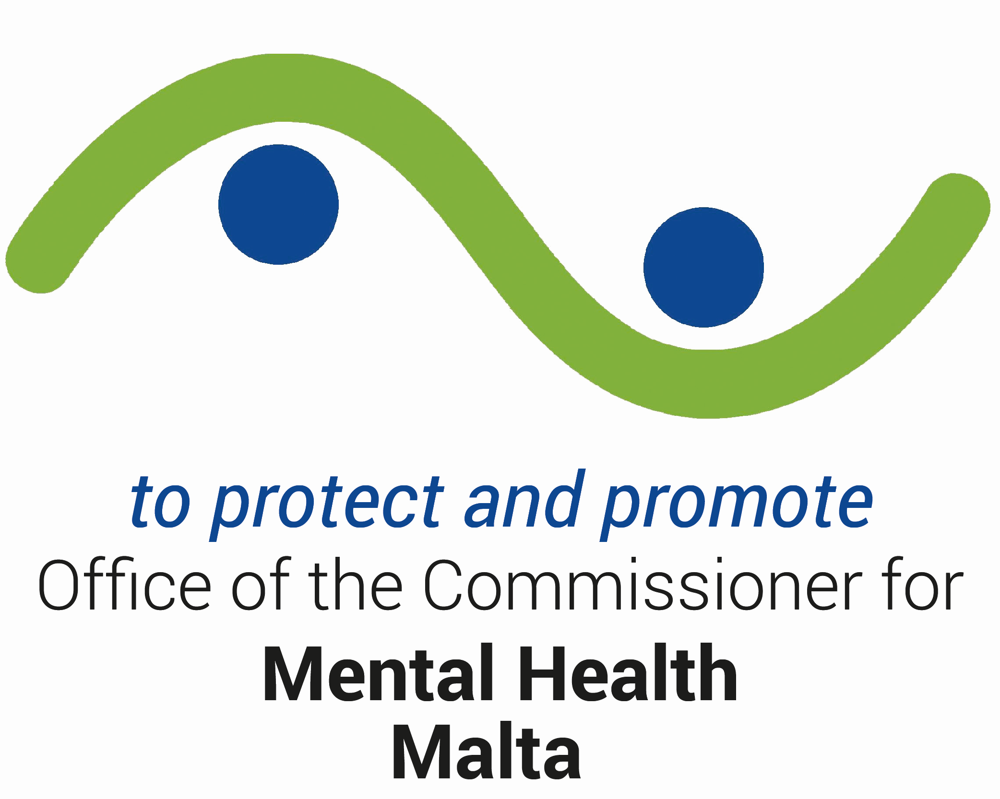 to protect and promote
Office of the Commissioner for
Mental Health
Malta